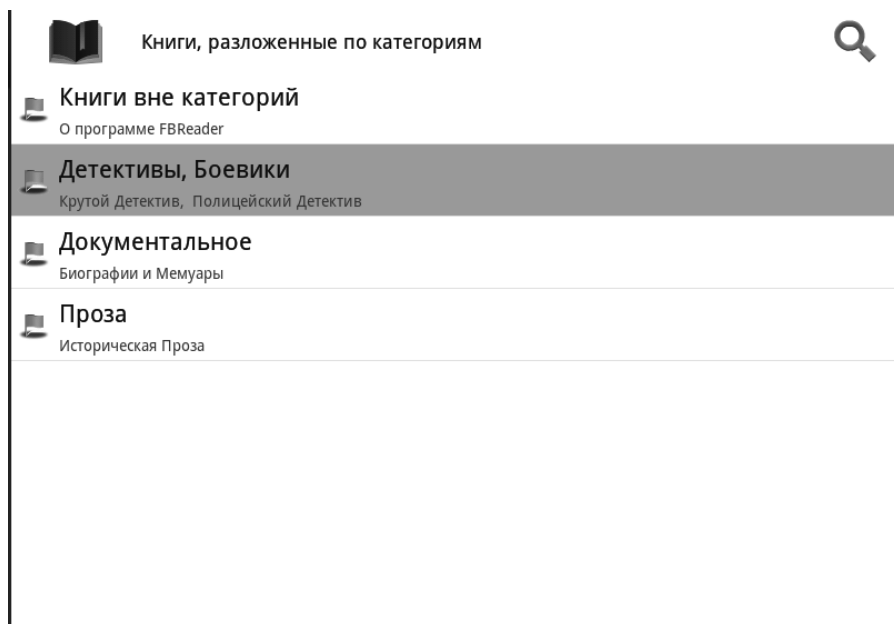 Книги, разложенные по категориям
Книги вне категорий
О программе FBReader
Детективы, Боевики
Крутой Детектив, Полицейский Детектив
Документальное
Биографии и Мемуары
Проза
Историческая Проза